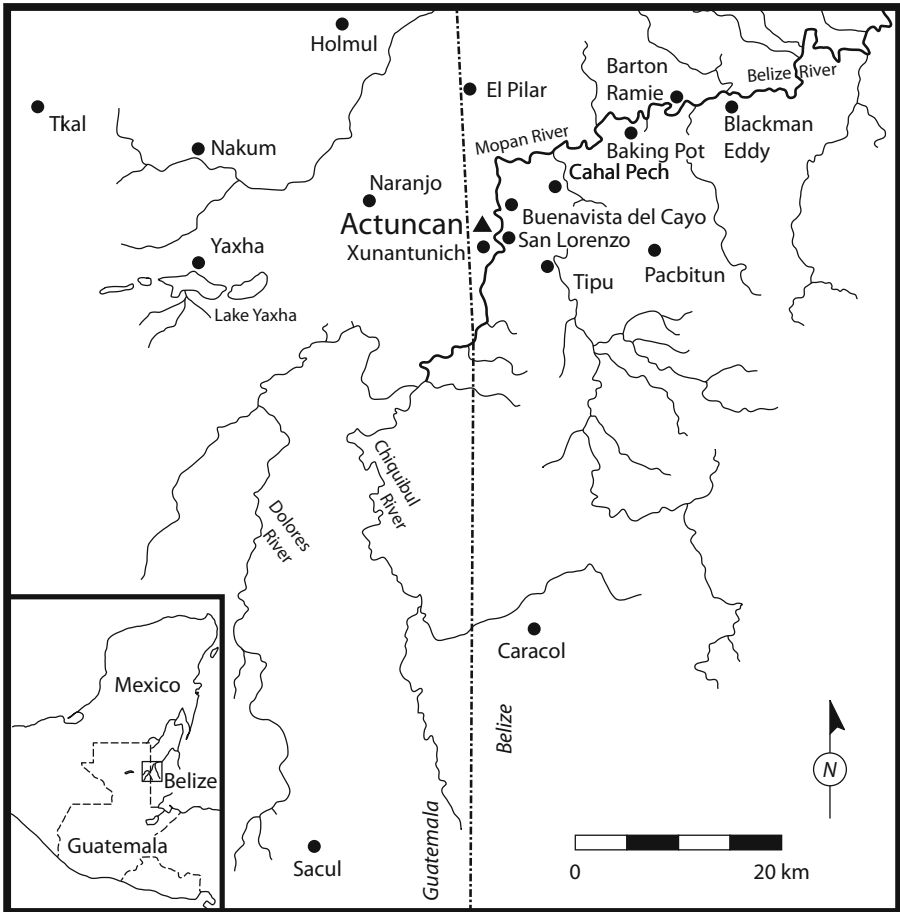 Holmul
Tkal
El Pilar
Barton
Ramie
Belize River
Nakum
Mopan River
Blackman
Eddy
Baking Pot
Cahal Pech
Naranjo
Actuncan
Buenavista del Cayo
Xunantunich
San Lorenzo
Yaxha
Tipu
Pacbitun
Lake Yaxha
Chiquibul
River
Dolores
River
Caracol
Mexico
Belize
Guatemala
Belize
Guatemala
Sacul
N
0
20 km